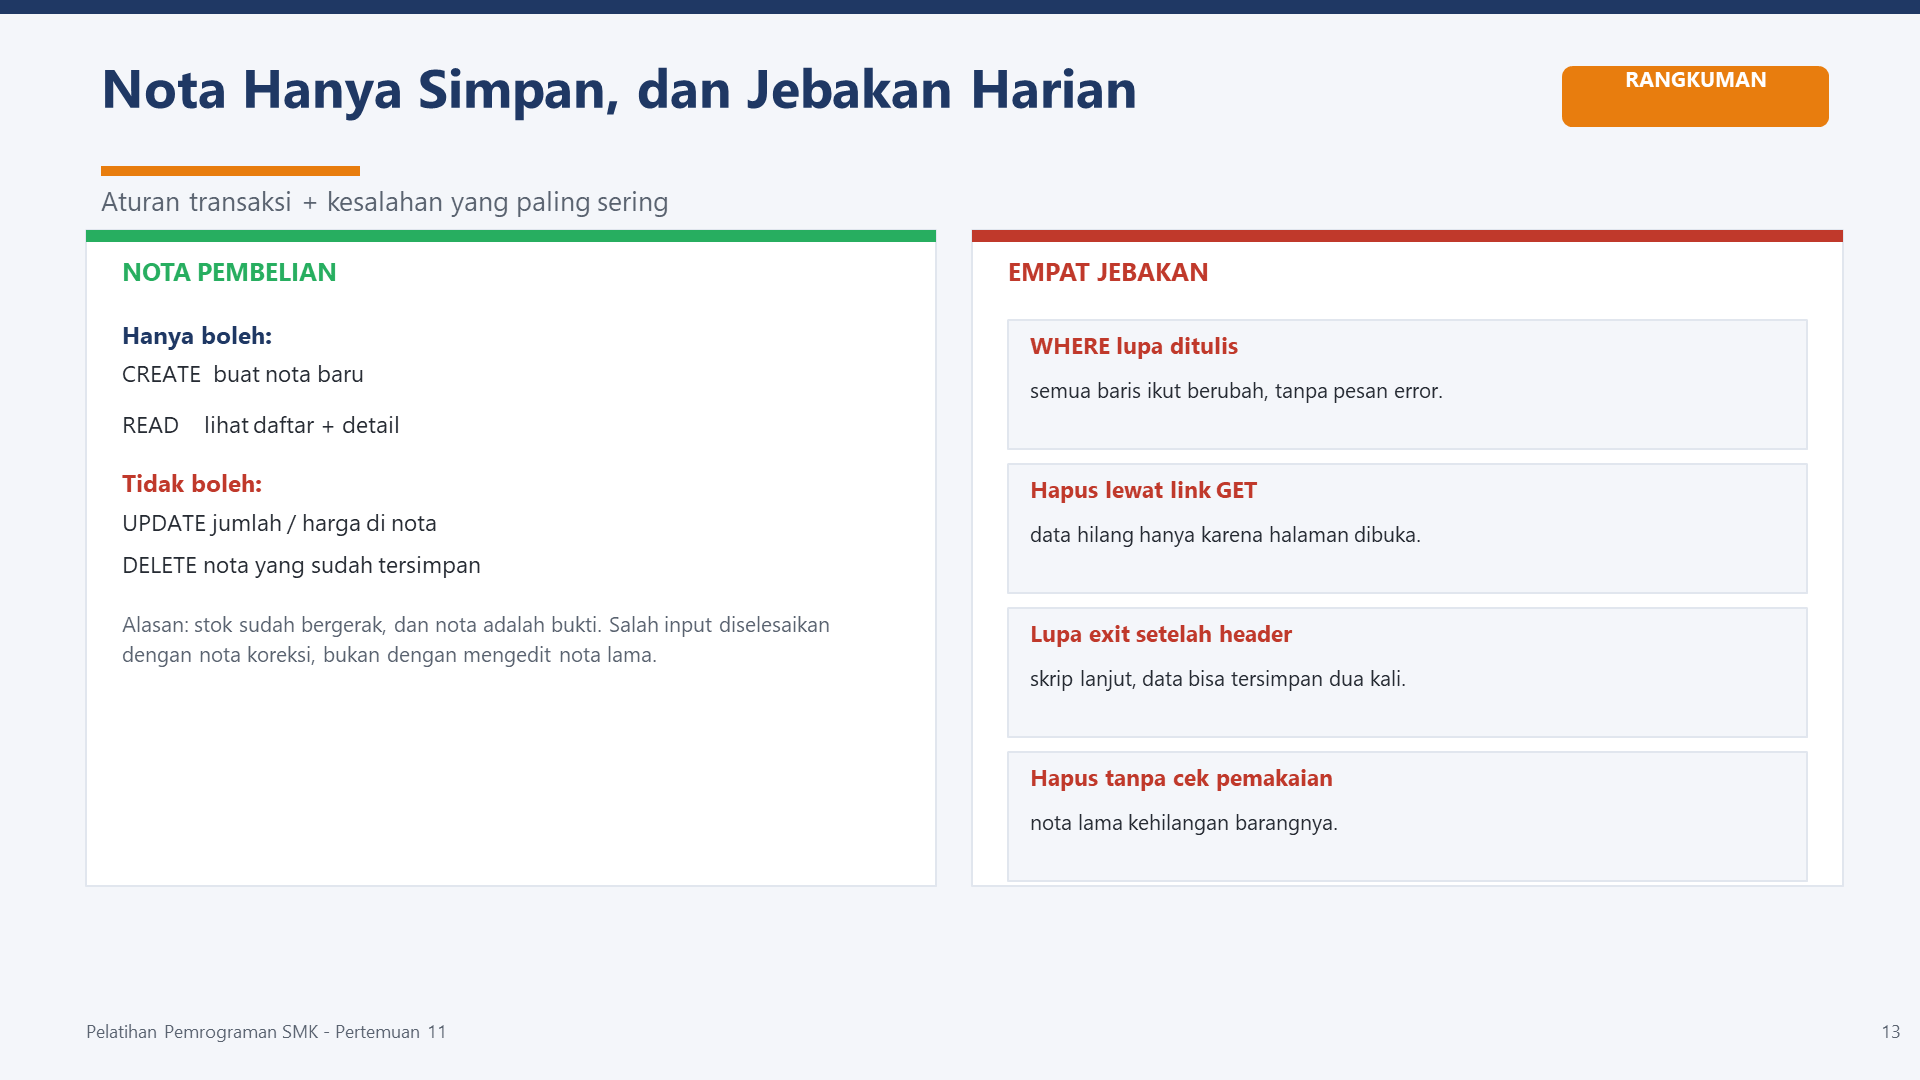 Nota Hanya Simpan, dan Jebakan Harian
RANGKUMAN
Aturan transaksi + kesalahan yang paling sering
NOTA PEMBELIAN
Hanya boleh:
CREATE buat nota baru
READ lihat daftar + detail
Tidak boleh:
UPDATE jumlah / harga di nota
DELETE nota yang sudah tersimpan
Alasan: stok sudah bergerak, dan nota adalah bukti. Salah input diselesaikan
dengan nota koreksi, bukan dengan mengedit nota lama.
EMPAT JEBAKAN
WHERE lupa ditulis
semua baris ikut berubah, tanpa pesan error.
Hapus lewat link GET
data hilang hanya karena halaman dibuka.
Lupa exit setelah header
skrip lanjut, data bisa tersimpan dua kali.
Hapus tanpa cek pemakaian
nota lama kehilangan barangnya.
Pelatihan Pemrograman SMK - Pertemuan 11
13